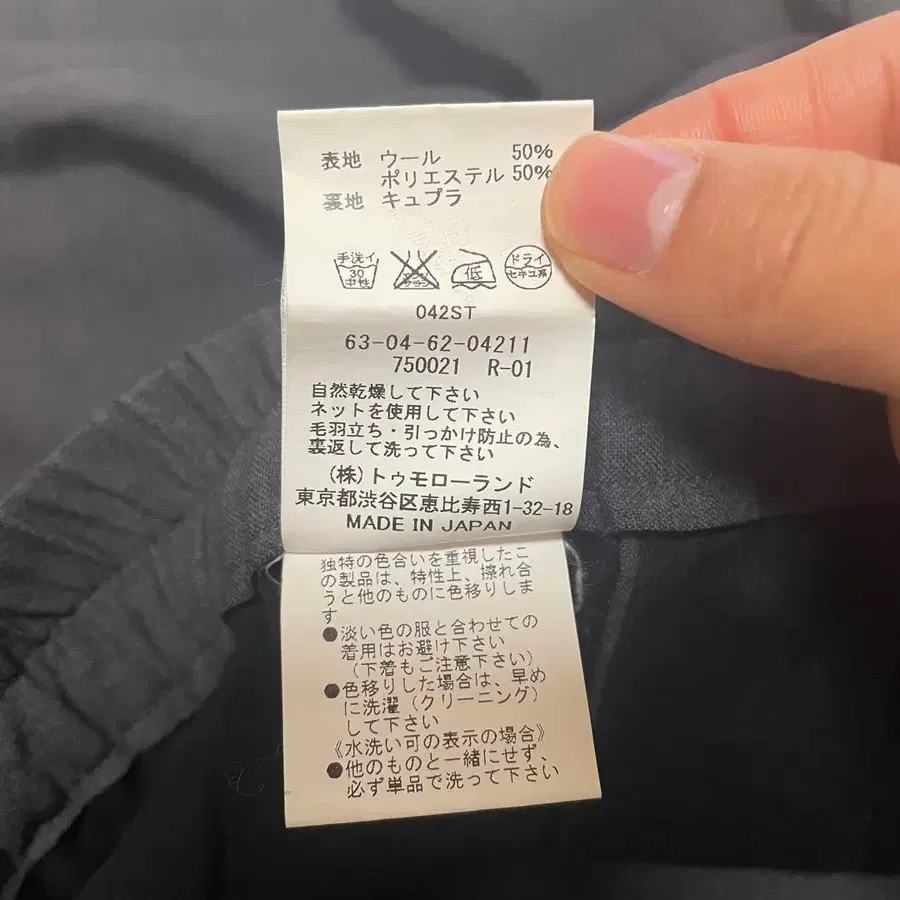 表地 ウール 50%
ポリエステル 50%
裏地 キュプラ
手洗イ
30
中性
低
ドライ
セキユ系
042ST
63-04-62-04211
750021 R-01
自然乾燥して下さい
ネットを使用して下さい
毛羽立ち・引っかけ防止の為、
裏返して洗って下さい
(株)トゥモローランド
東京都渋谷区恵比寿西1-32-18
MADE IN JAPAN
独特の色合いを重視したこ
の製品は、特性上、擦れ合
うと他のものに色移りしま
す
●淡い色の服と合わせての
着用はお避け下さい
(下着もご注意下さい)
●色移りした場合は、早め
に洗濯(クリーニング)
して下さい
《水洗い可の表示の場合》
●他のものと一緒にせず、
必ず単品で洗って下さい